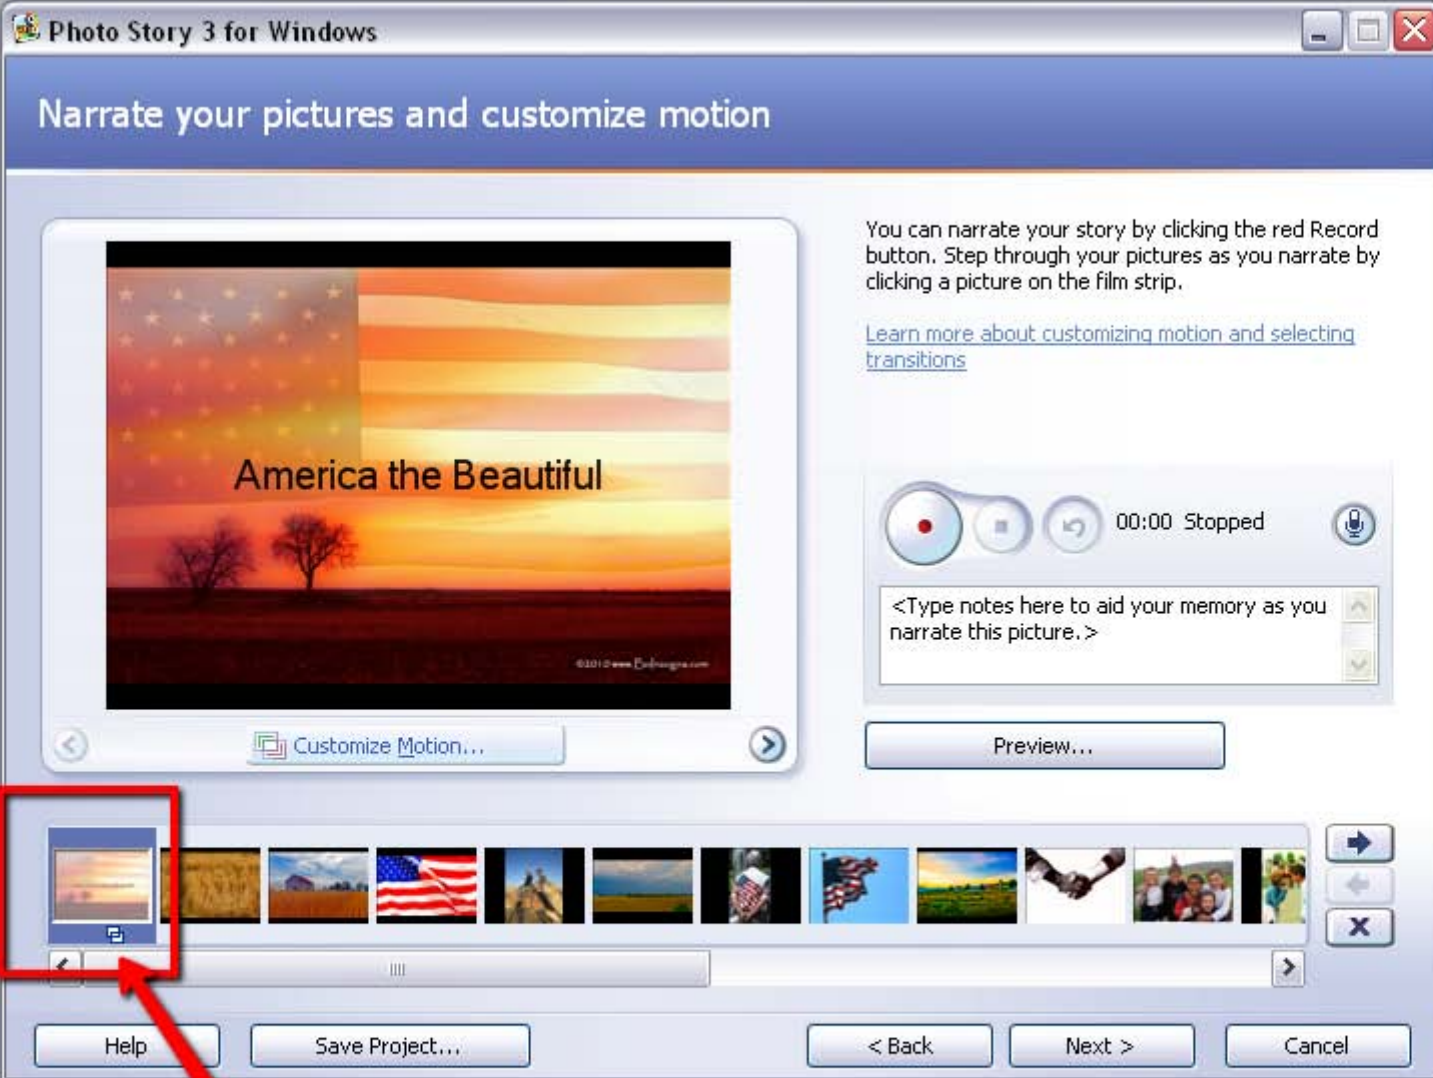 Photo Story 3 for Windows
Narrate your pictures and customize motion
America the Beautiful
You can narrate your story by clicking the red Record
button. Step through your pictures as you narrate by
clicking a picture on the film strip.
Learn more about customizing motion and selecting
transitions
00:00 Stopped
<Type notes here to aid your memory as you
narrate this picture.>
Customize Motion...
Preview...
Help
Save Project...
< Back
Next >
Cancel